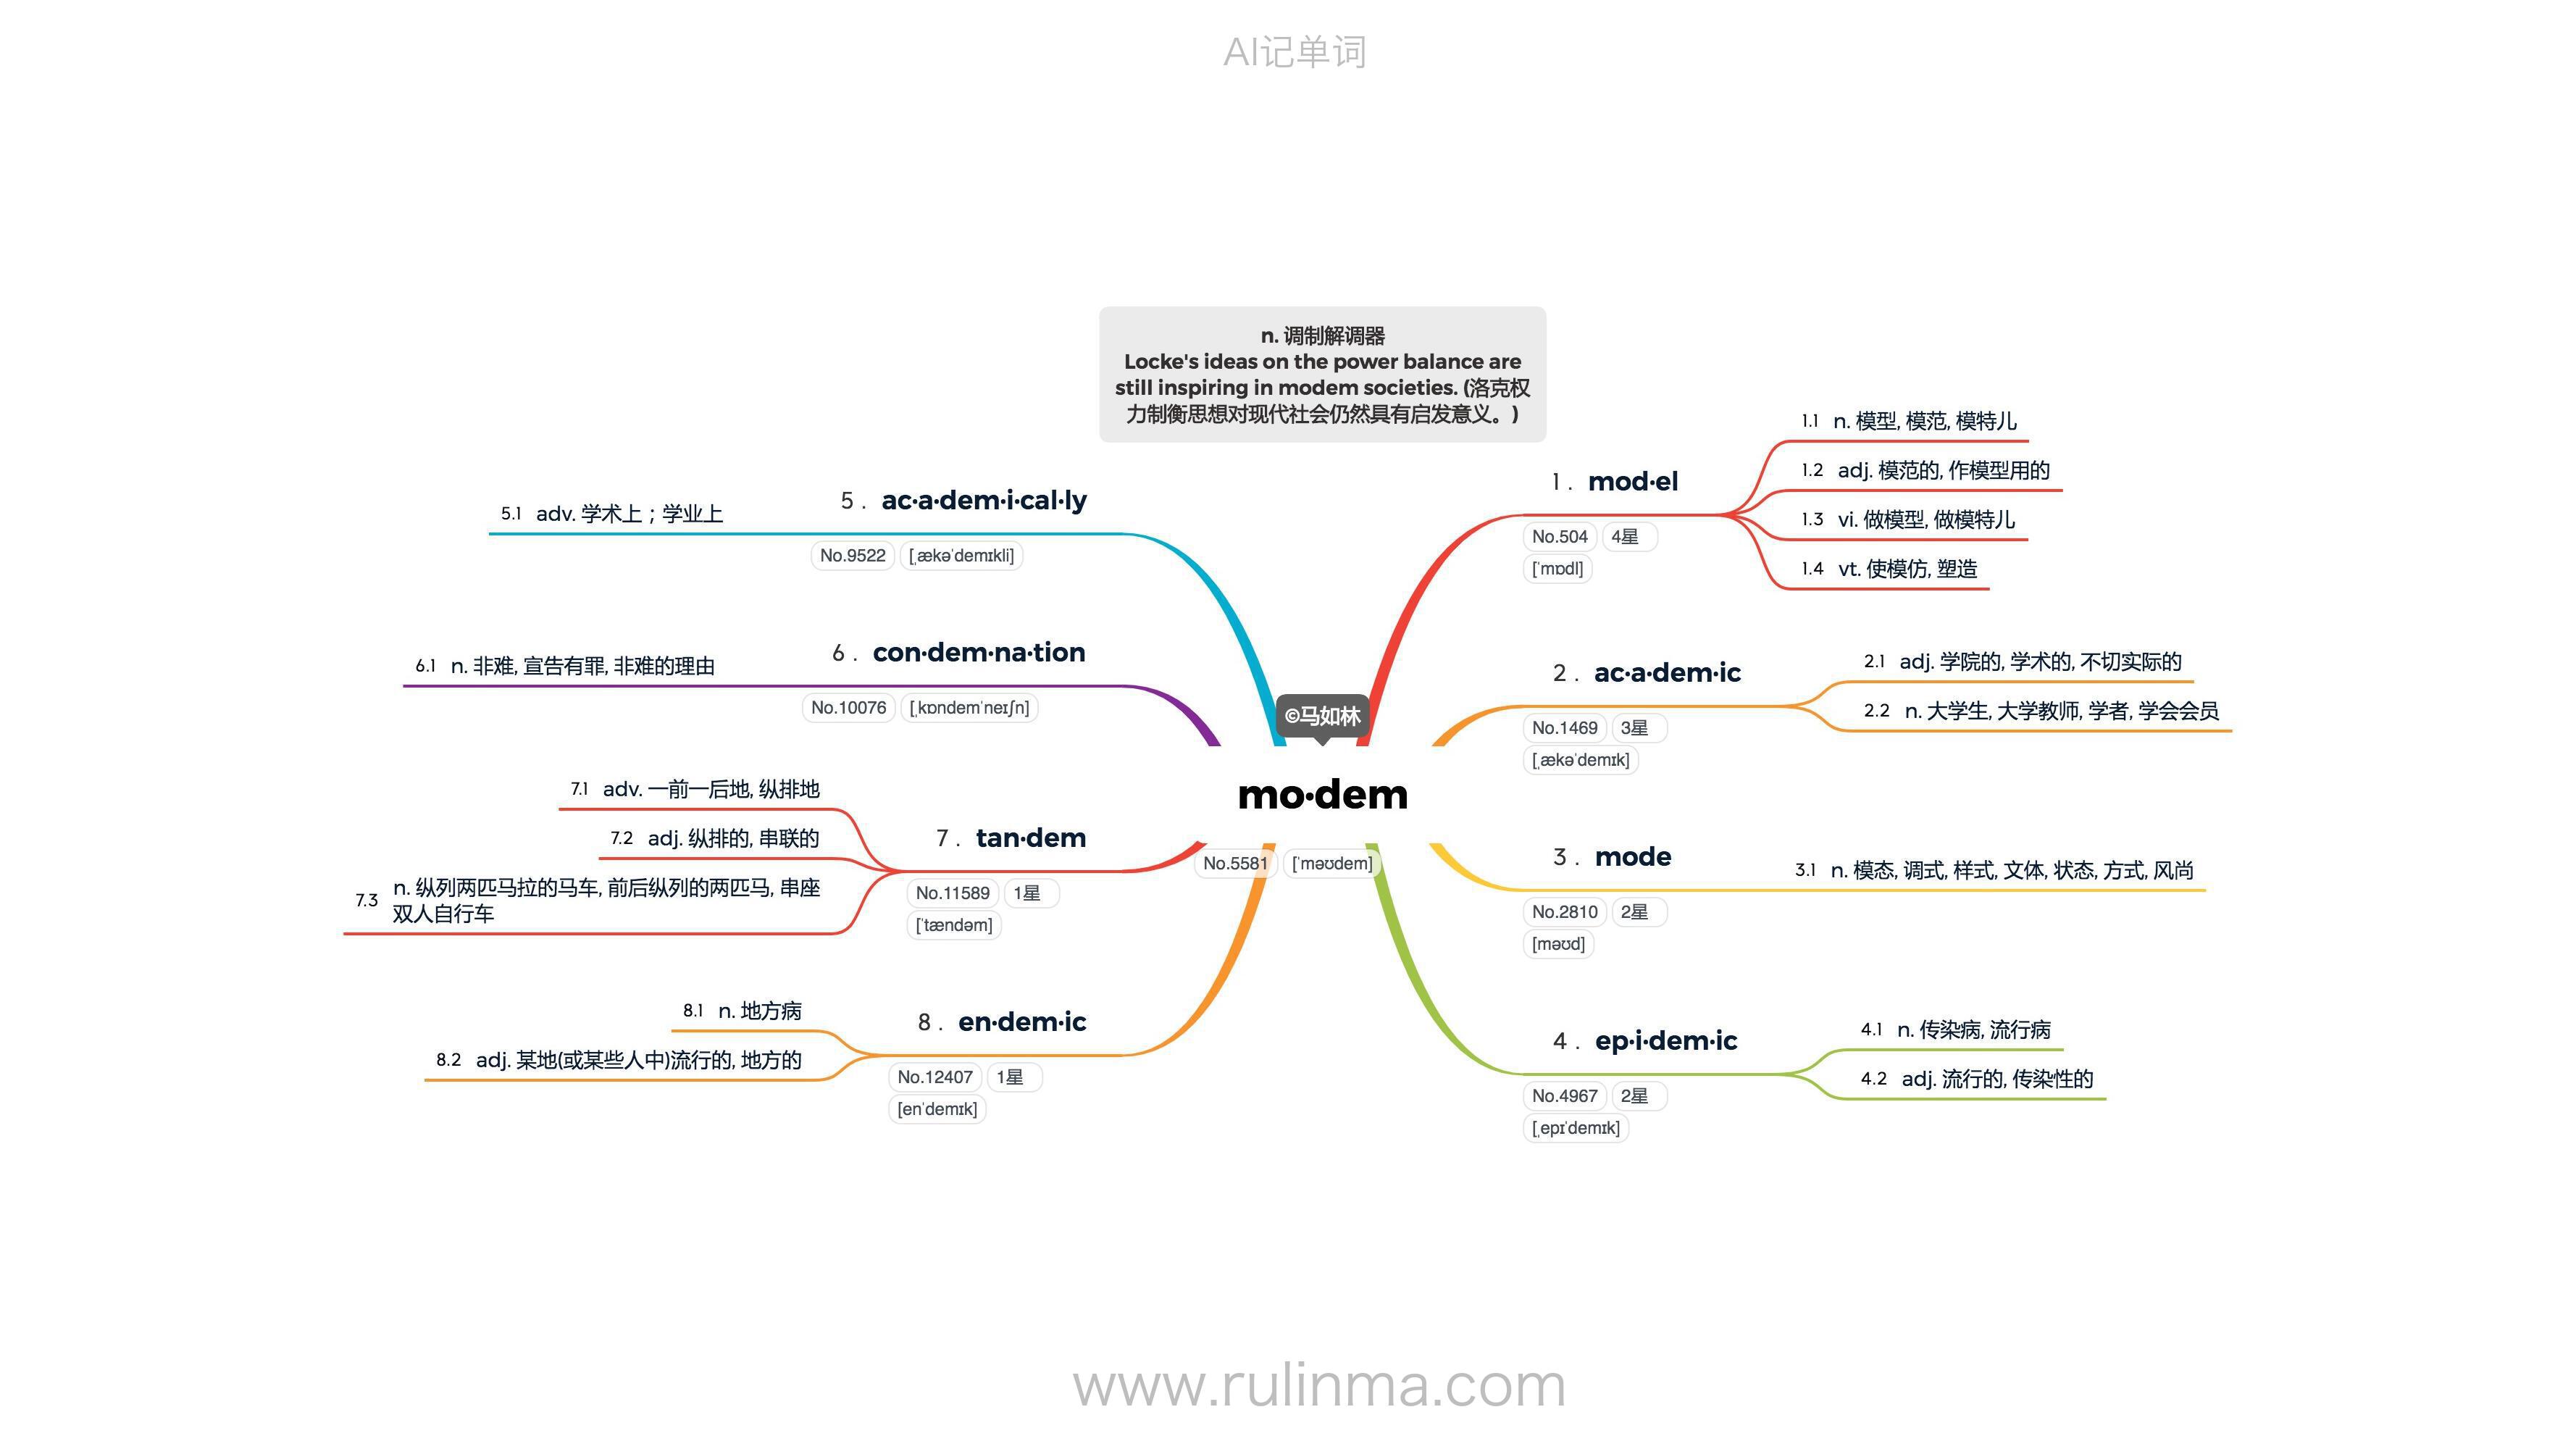 AI记单词
n. 调制解调器
Locke's ideas on the power balance are
still inspiring in modem societies. (洛克权
力制衡思想对现代社会仍然具有启发意义。)
©马如林
mo·dem
No.5581 [ˈməʊdem]
1. mod·el
No.504 4星
[ˈmɒdl]
1.1 n. 模型, 模范, 模特儿
1.2 adj. 模范的, 作模型用的
1.3 vi. 做模型, 做模特儿
1.4 vt. 使模仿, 塑造
2. ac·a·dem·ic
No.1469 3星
[ˌækəˈdemɪk]
2.1 adj. 学院的, 学术的, 不切实际的
2.2 n. 大学生, 大学教师, 学者, 学会会员
3. mode
No.2810 2星
[məʊd]
3.1 n. 模态, 调式, 样式, 文体, 状态, 方式, 风尚
4. ep·i·dem·ic
No.4967 2星
[ˌepɪˈdemɪk]
4.1 n. 传染病, 流行病
4.2 adj. 流行的, 传染性的
5. ac·a·dem·i·cal·ly
No.9522 [ˌækəˈdemɪkli]
5.1 adv. 学术上；学业上
6. con·dem·na·tion
No.10076 [ˌkɒndemˈneɪʃn]
6.1 n. 非难, 宣告有罪, 非难的理由
7. tan·dem
No.11589 1星
[ˈtændəm]
7.1 adv. 一前一后地, 纵排地
7.2 adj. 纵排的, 串联的
7.3 n. 纵列两匹马拉的马车, 前后纵列的两匹马, 串座
双人自行车
8. en·dem·ic
No.12407 1星
[enˈdemɪk]
8.1 n. 地方病
8.2 adj. 某地(或某些人中)流行的, 地方的
www.rulinma.com